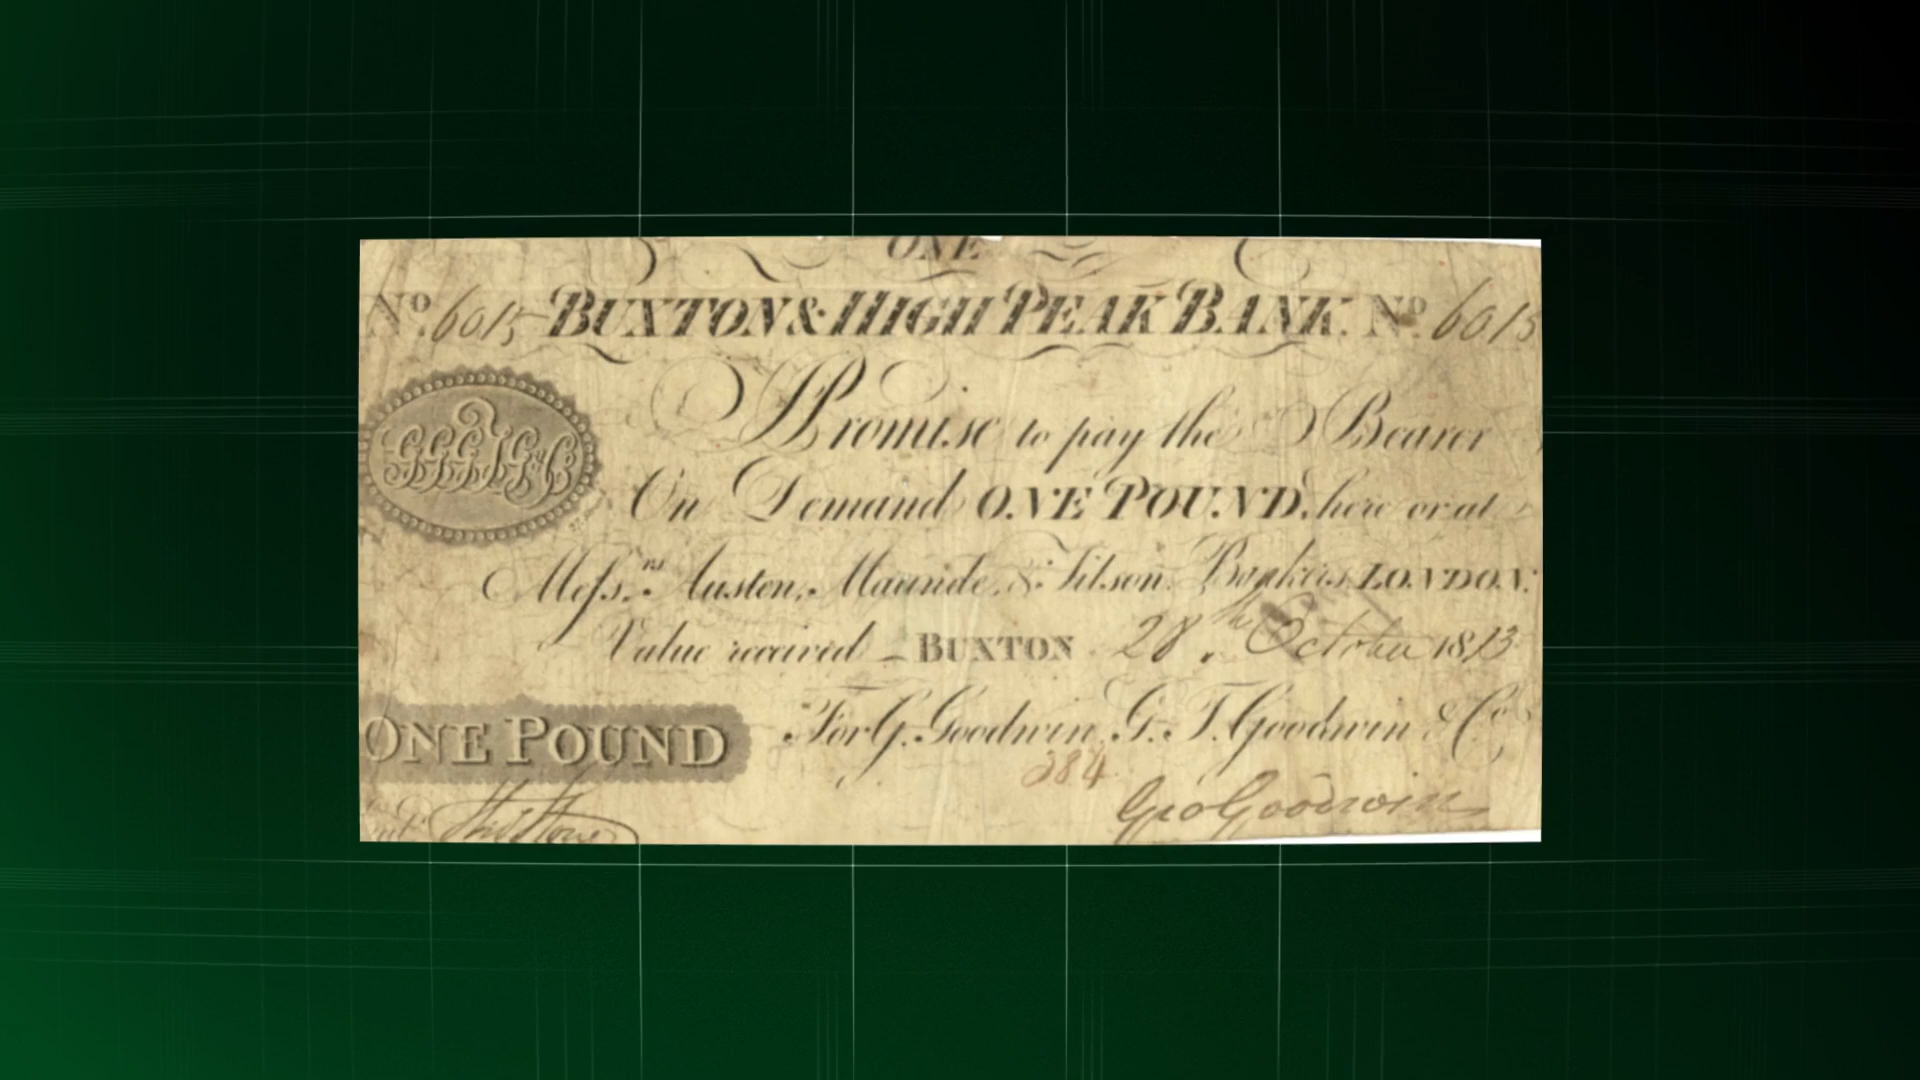 ONE
No. 6015 BUXTON & HIGH PEAK BANK. No. 6015
I Promise to pay the Bearer
On Demand ONE POUND, here or at
Mefs.rs Austen, Maunde, & Tilson. Bankers LONDON.
Value received _ BUXTON 28th October 1813
ONE POUND For G. Goodwin, G. T. Goodwin & Co.
384
Geo Goodwin